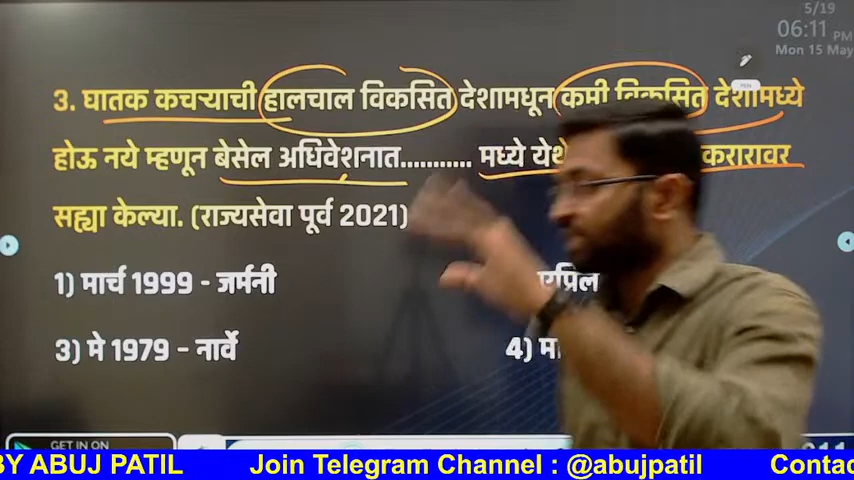 5/19
06:11 PM
Mon 15 May
PEN
3. घातक कचऱ्याची हालचाल विकसित देशामधून कमी विकसित देशामध्ये
होऊ नये म्हणून बेसेल अधिवेशनात........... मध्ये येथे करारावर
सह्या केल्या. (राज्यसेवा पूर्व 2021)
1) मार्च 1999 - जर्मनी
एप्रिल
3) मे 1979 - नार्वे
4)
GET IN ON
BY ABUJ PATIL Join Telegram Channel : @abujpatil